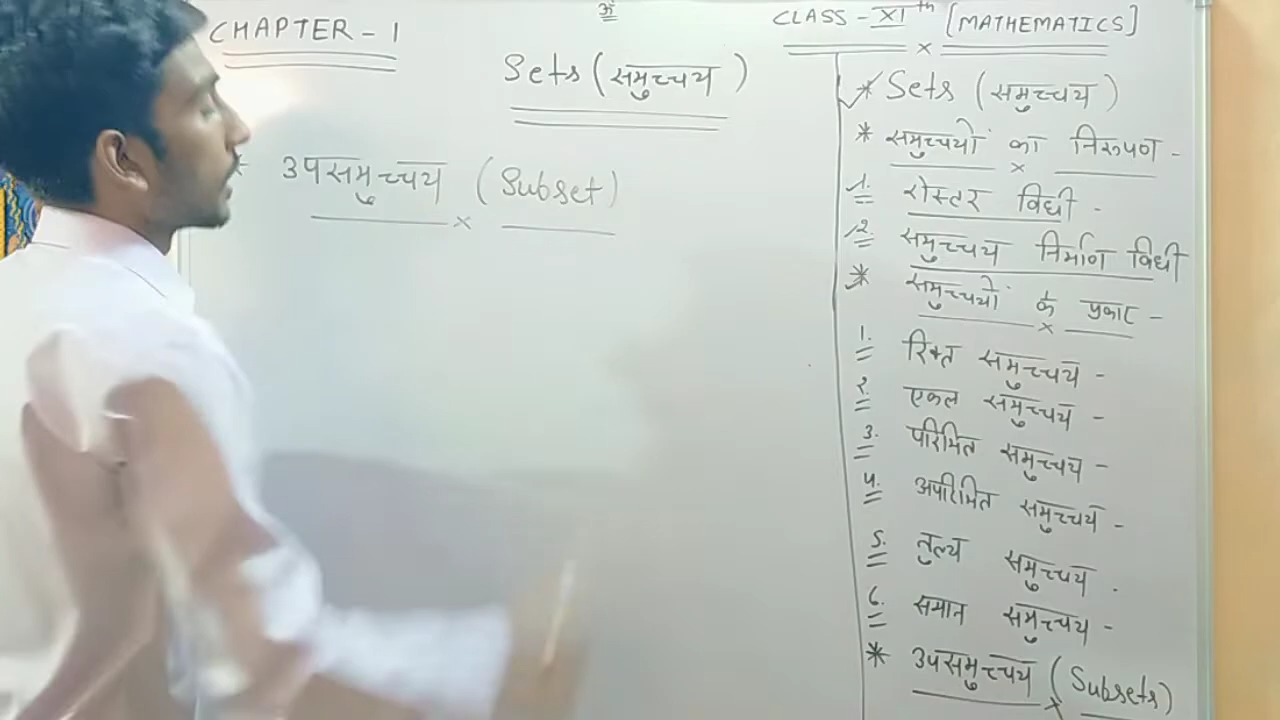 CHAPTER - 1
ॐ
CLASS - XIth [MATHEMATICS]
Sets (समुच्चय)
* उपसमुच्चय (Subset)
* Sets (समुच्चय)
* समुच्चयों का निरुपण -
1. रोस्टर विधी -
2. समुच्चय निर्माण विधी
* समुच्चयों के प्रकार -
1. रिक्त समुच्चय -
2. एकल समुच्चय -
3. परिमित समुच्चय -
4. अपरिमित समुच्चय -
5. तुल्य समुच्चय .
6. समान समुच्चय -
* उपसमुच्चय (Subsets)